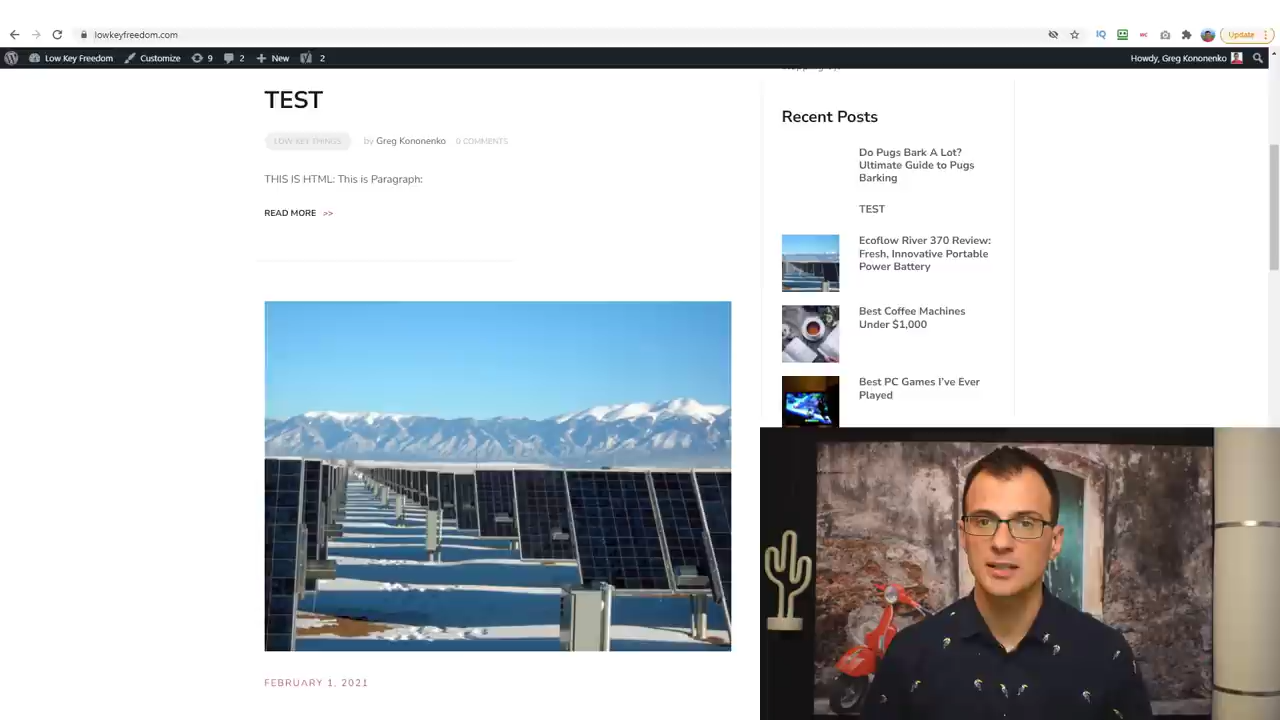 lowkeyfreedom.com
Update
Low Key Freedom Customize 9 2 New 2
Howdy, Greg Kononenko
TEST
LOW KEY THINGS by Greg Kononenko 0 COMMENTS
THIS IS HTML: This is Paragraph:
READ MORE >>
FEBRUARY 1, 2021
Recent Posts
Do Pugs Bark A Lot?
Ultimate Guide to Pugs
Barking
TEST
Ecoflow River 370 Review:
Fresh, Innovative Portable
Power Battery
Best Coffee Machines
Under $1,000
Best PC Games I've Ever
Played